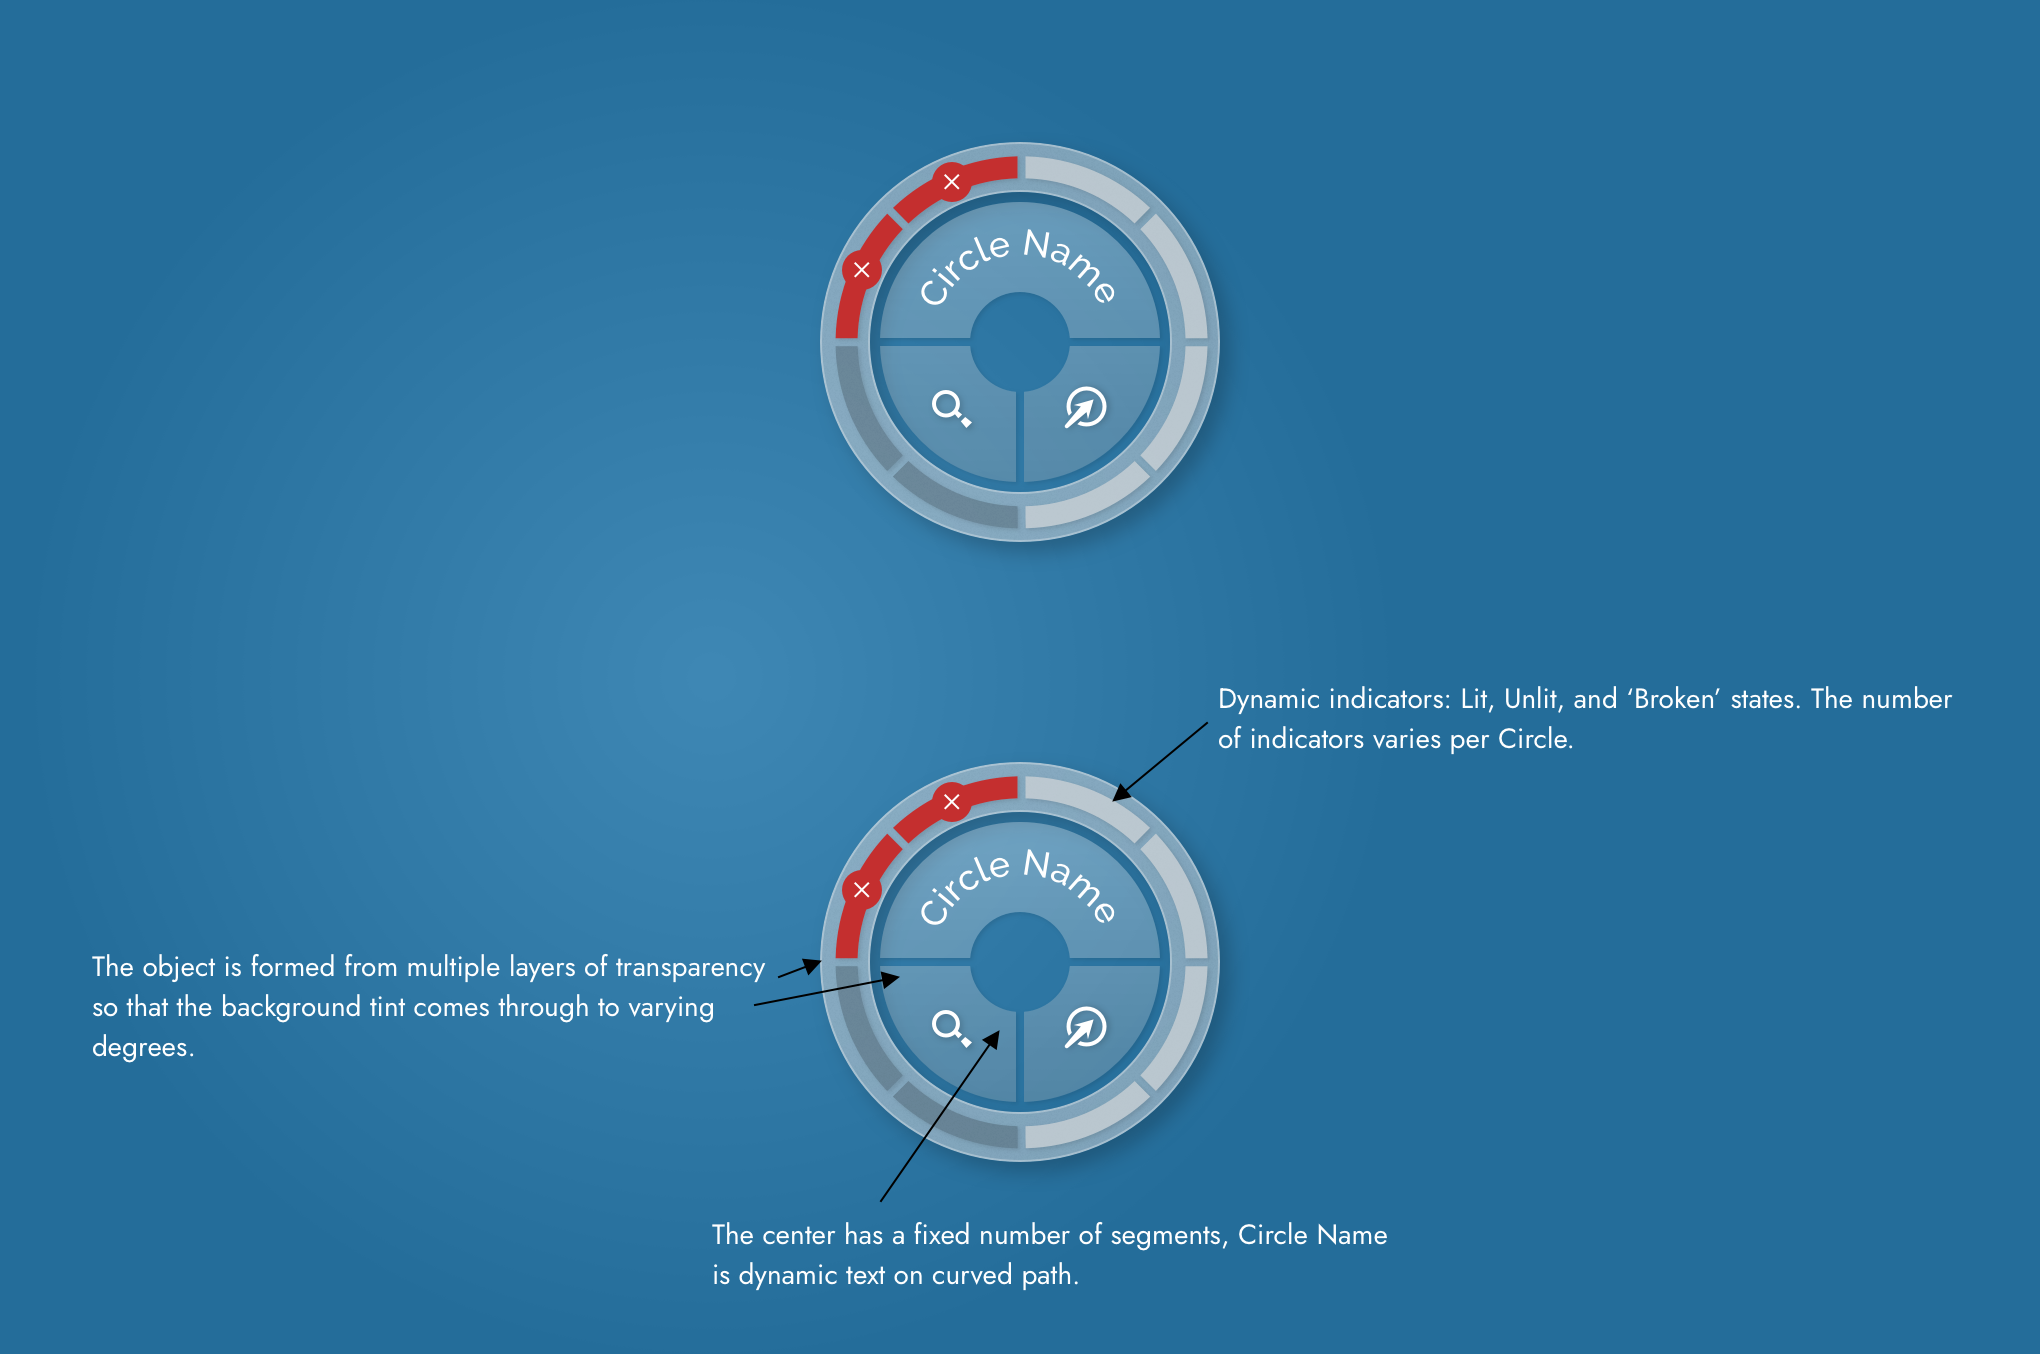 Circle Name
Dynamic indicators: Lit, Unlit, and ‘Broken’ states. The number
of indicators varies per Circle.
Circle Name
The object is formed from multiple layers of transparency
so that the background tint comes through to varying
degrees.
The center has a fixed number of segments, Circle Name
is dynamic text on curved path.